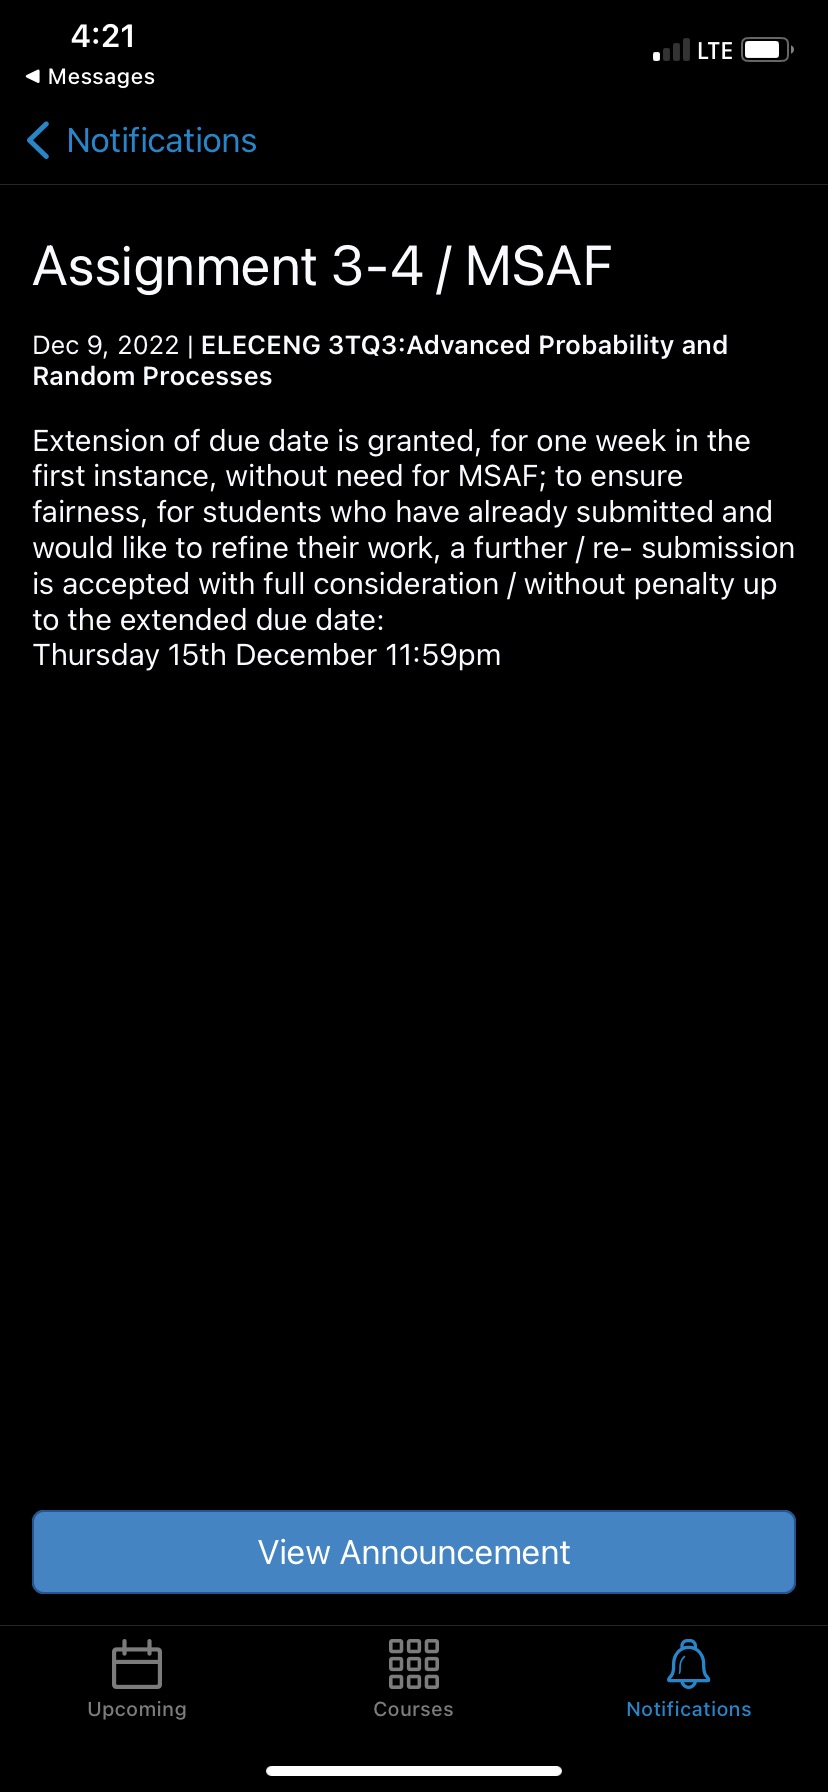 4:21
LTE
Messages
Notifications
Assignment 3-4 / MSAF
Dec 9, 2022 | ELECENG 3TQ3:Advanced Probability and
Random Processes
Extension of due date is granted, for one week in the
first instance, without need for MSAF; to ensure
fairness, for students who have already submitted and
would like to refine their work, a further / re- submission
is accepted with full consideration / without penalty up
to the extended due date:
Thursday 15th December 11:59pm
View Announcement
Upcoming
Courses
Notifications